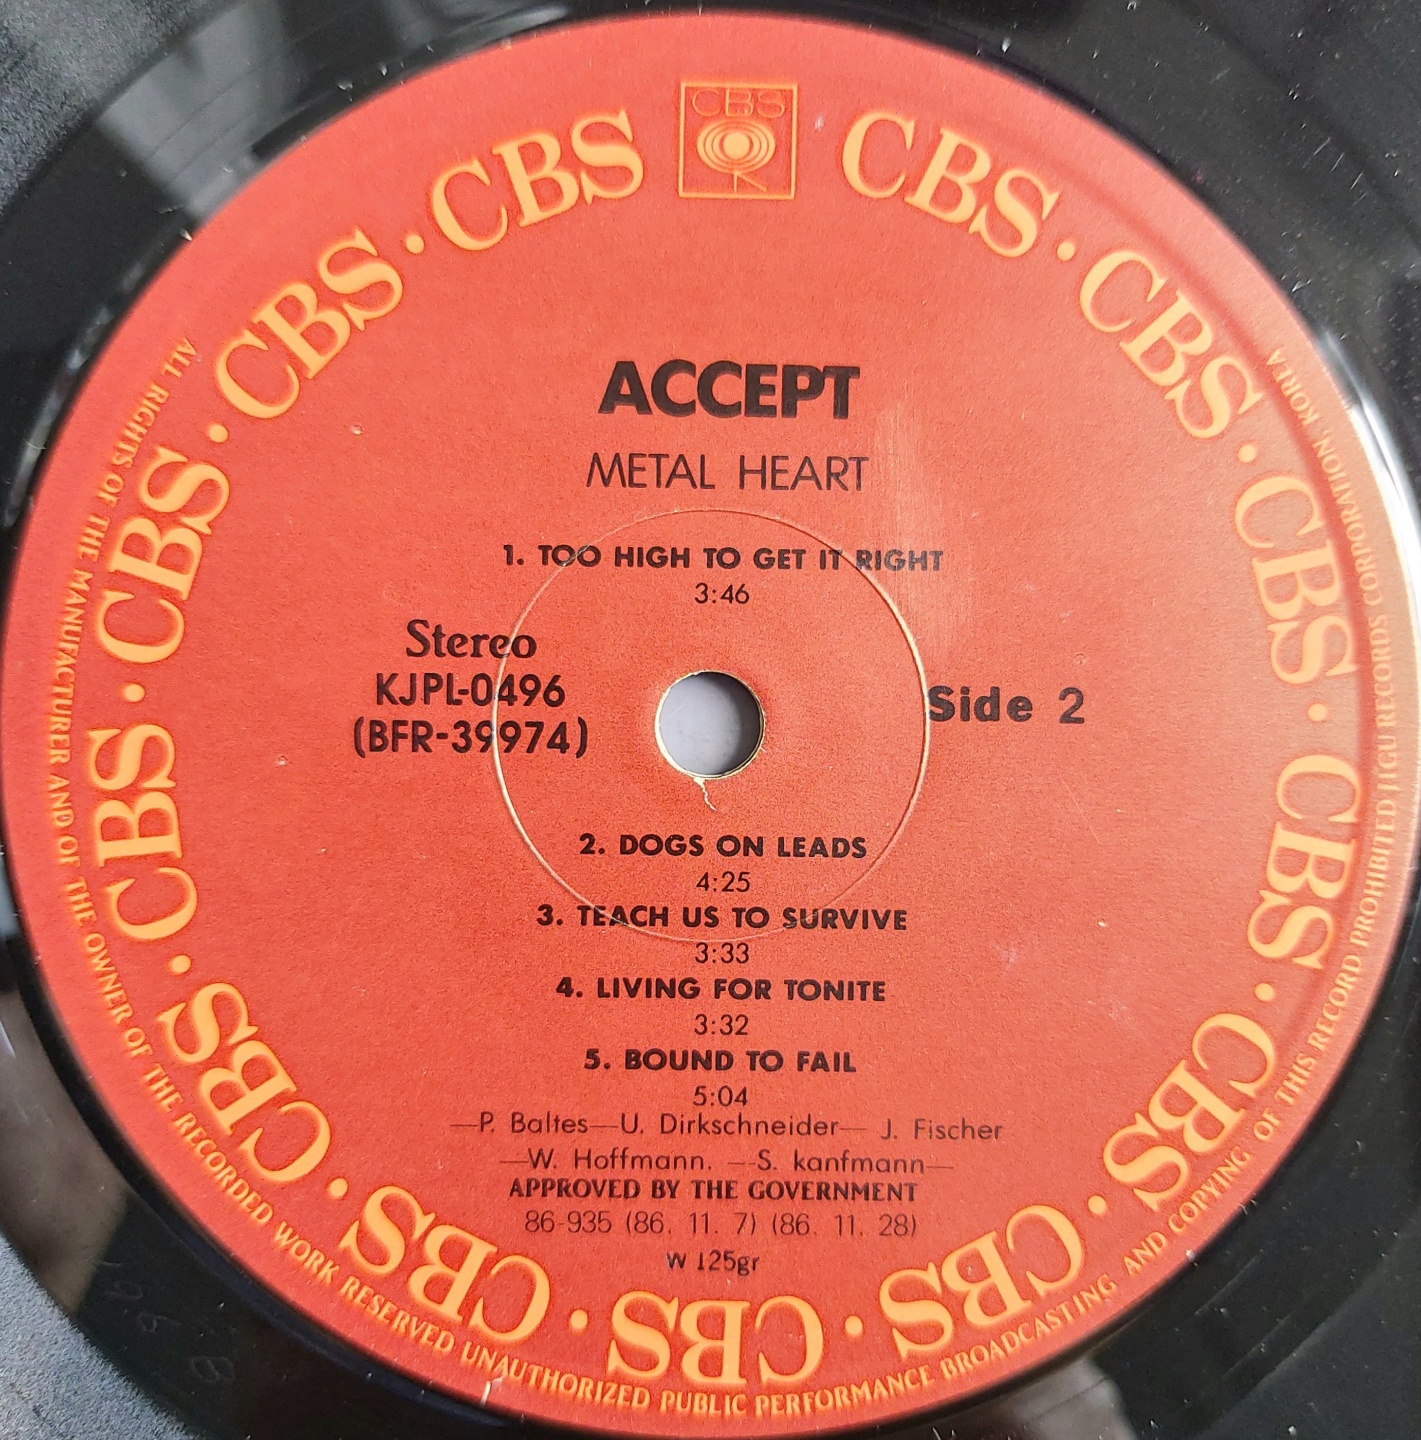 CBS
CBS · CBS · CBS · CBS · CBS · CBS · CBS · CBS · CBS · CBS · CBS · CBS · CBS
ACCEPT
METAL HEART
1. TOO HIGH TO GET IT RIGHT
3:46
Stereo
KJPL-0496
(BFR-39974)
Side 2
2. DOGS ON LEADS
4:25
3. TEACH US TO SURVIVE
3:33
4. LIVING FOR TONITE
3:32
5. BOUND TO FAIL
5:04
—P. Baltes—U. Dirkschneider— J. Fischer
—W. Hoffmann. —S. kanfmann—
APPROVED BY THE GOVERNMENT
86-935 (86. 11. 7) (86. 11. 28)
W 125gr
ALL RIGHTS OF THE MANUFACTURER AND OF THE OWNER OF THE RECORDED WORK RESERVED UNAUTHORIZED PUBLIC PERFORMANCE BROADCASTING AND COPYING OF THIS RECORD PROHIBITED JIGU RECORDS CORPORATION. KOREA